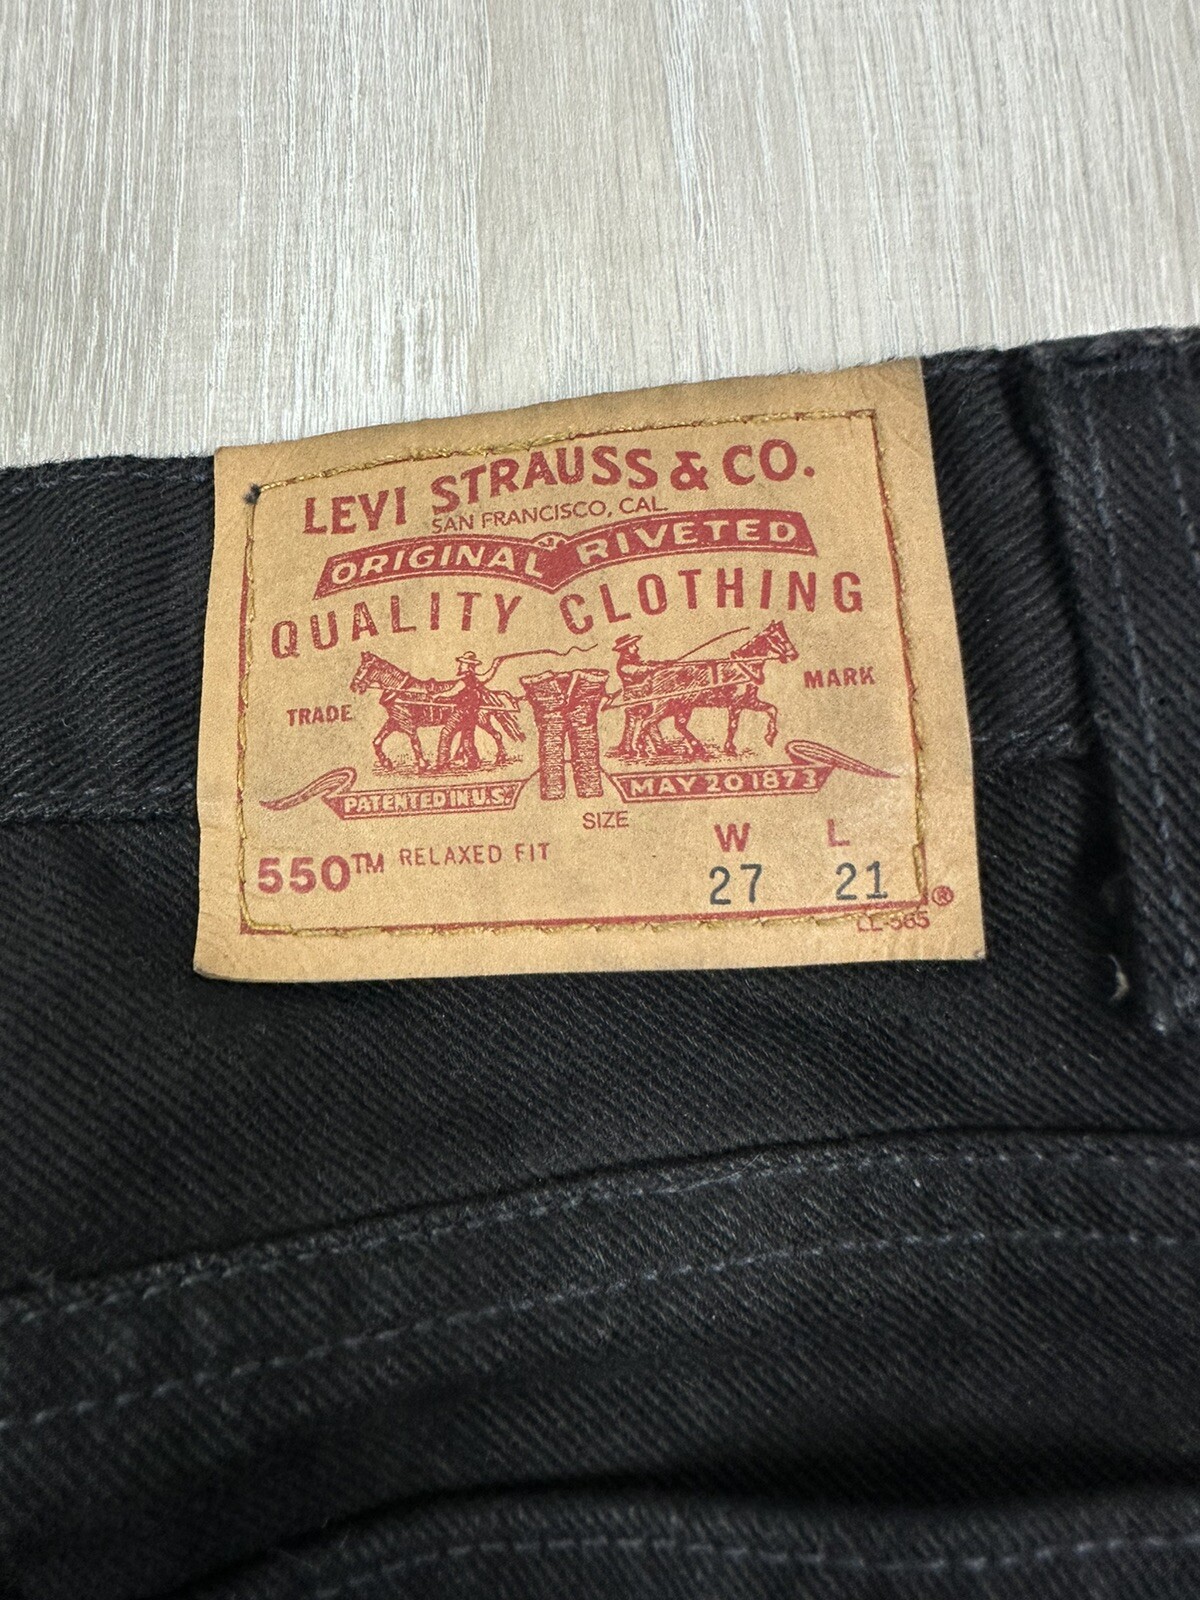 LEVI STRAUSS & CO.
SAN FRANCISCO, CAL.
ORIGINAL RIVETED
QUALITY CLOTHING
TRADE MARK
PATENTED IN U.S. MAY 20 1873
SIZE
550™ RELAXED FIT W L
27 21
®